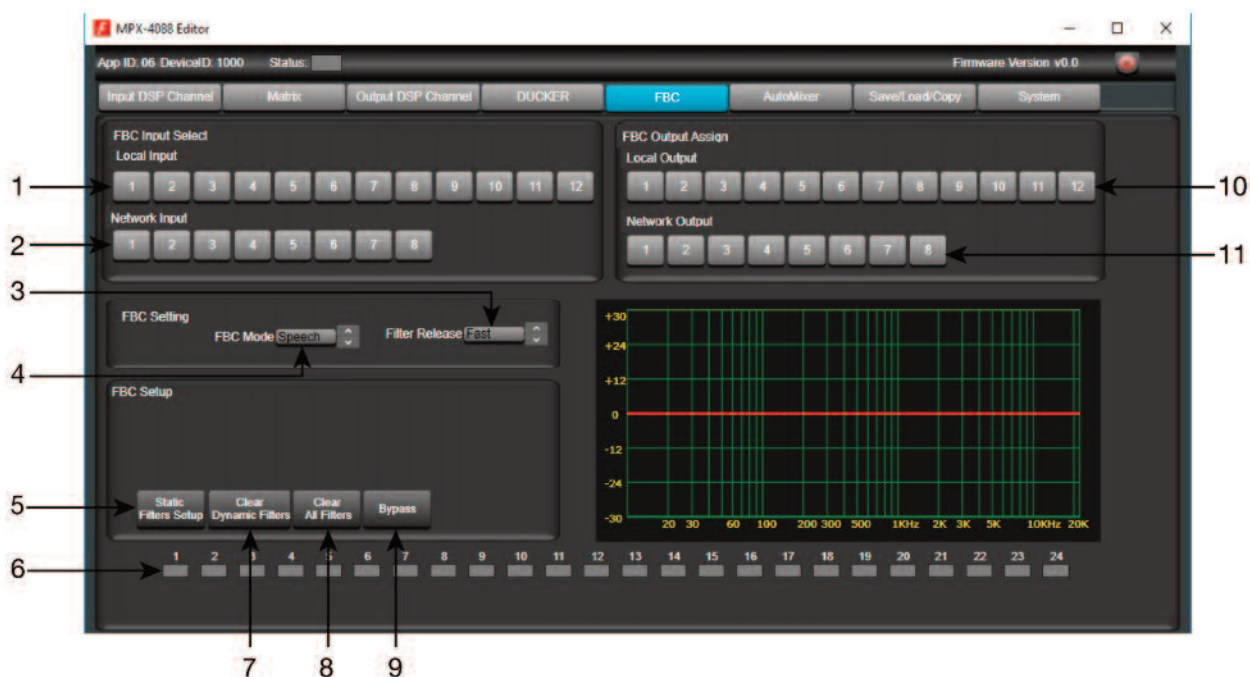 MPX-4088 Editor
App ID: 06 DeviceID: 1000 Status: Firmware Version v0.0
Input DSP Channel Matrix Output DSP Channel DUCKER FBC AutoMixer Save/Load/Copy System
FBC Input Select FBC Output Assign
Local Input Local Output
1 1 2 3 4 5 6 7 8 9 10 11 12 1 2 3 4 5 6 7 8 9 10 11 12 10
Network Input Network Output
2 1 2 3 4 5 6 7 8 1 2 3 4 5 6 7 8 11
3
FBC Setting
FBC Mode Speech Filter Release Fast
4
FBC Setup
+30
+24
+12
0
-12
-24
-30
20 30 60 100 200 300 500 1KHz 2K 3K 5K 10KHz 20K
5 Static Filters Setup Clear Dynamic Filters Clear All Filters Bypass
1 2 3 4 5 6 7 8 9 10 11 12 13 14 15 16 17 18 19 20 21 22 23 24
6
7 8 9